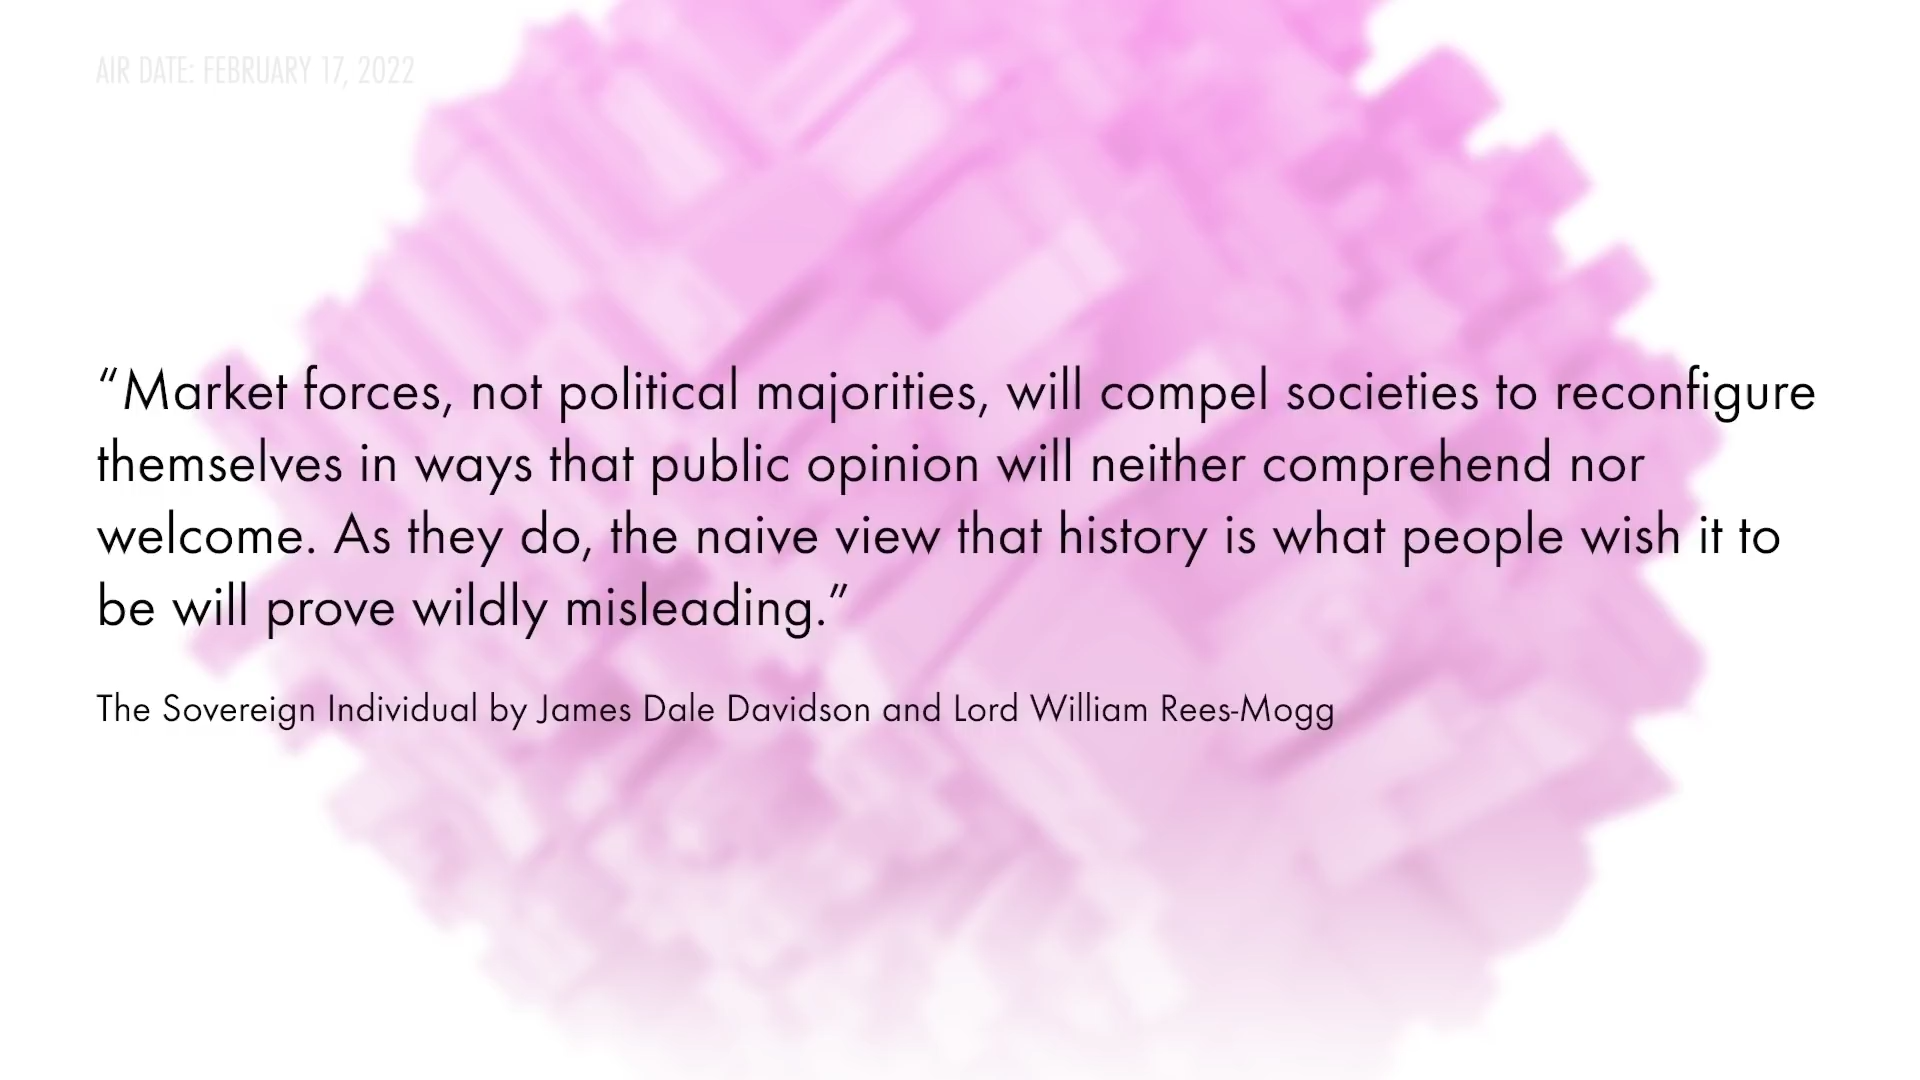 AIR DATE: FEBRUARY 17, 2022
“Market forces, not political majorities, will compel societies to reconfigure
themselves in ways that public opinion will neither comprehend nor
welcome. As they do, the naive view that history is what people wish it to
be will prove wildly misleading.”
The Sovereign Individual by James Dale Davidson and Lord William Rees-Mogg